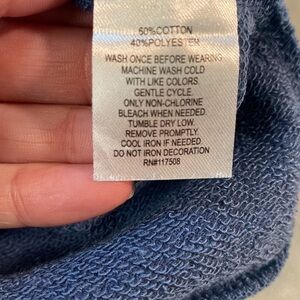 60%COTTON
40%POLYESTER
WASH ONCE BEFORE WEARING
MACHINE WASH COLD
WITH LIKE COLORS.
GENTLE CYCLE.
ONLY NON-CHLORINE
BLEACH WHEN NEEDED.
TUMBLE DRY LOW.
REMOVE PROMPTLY.
COOL IRON IF NEEDED.
DO NOT IRON DECORATION
RN#117508